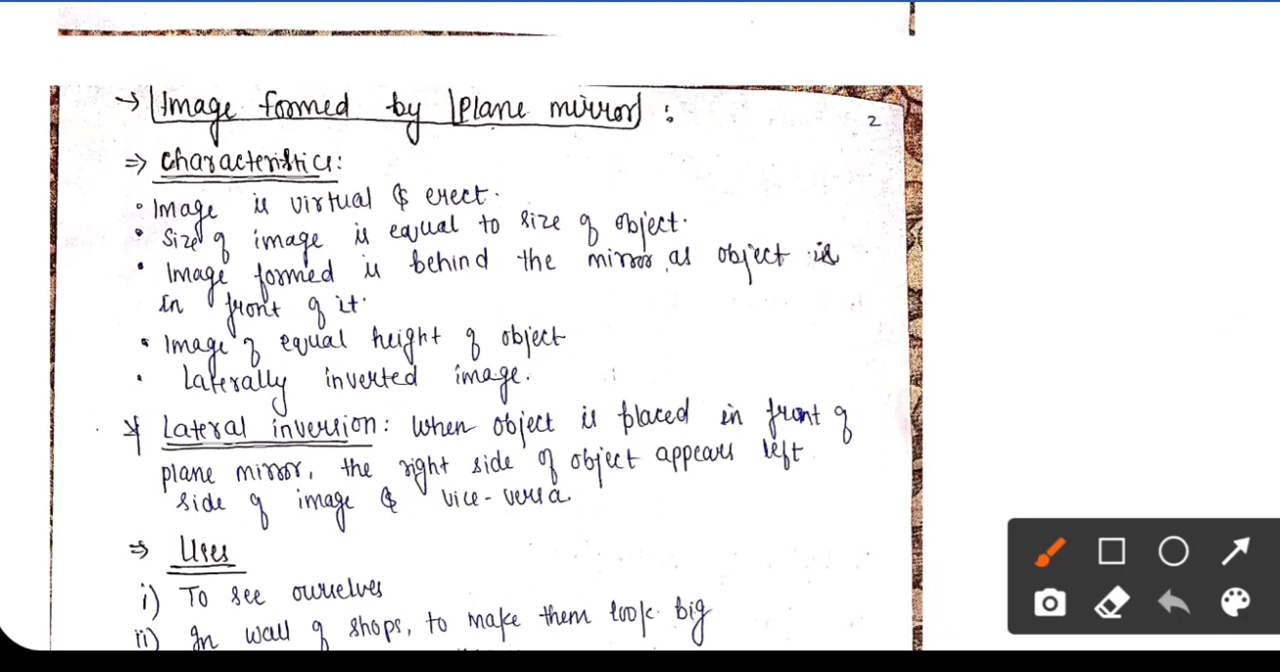 → Image formed by Plane mirror :
2
⇒ Characteristics:
• Image is virtual & erect.
• Size of image is equal to size of object.
• Image formed is behind the mirror as object is
in front of it.
• Image of equal height of object
• Laterally inverted image.
* Lateral inversion: When object is placed in front of
plane mirror, the right side of object appears left
side of image & vice-versa.
⇒ Uses
i) To see ourselves
ii) In wall of shops, to make them look big